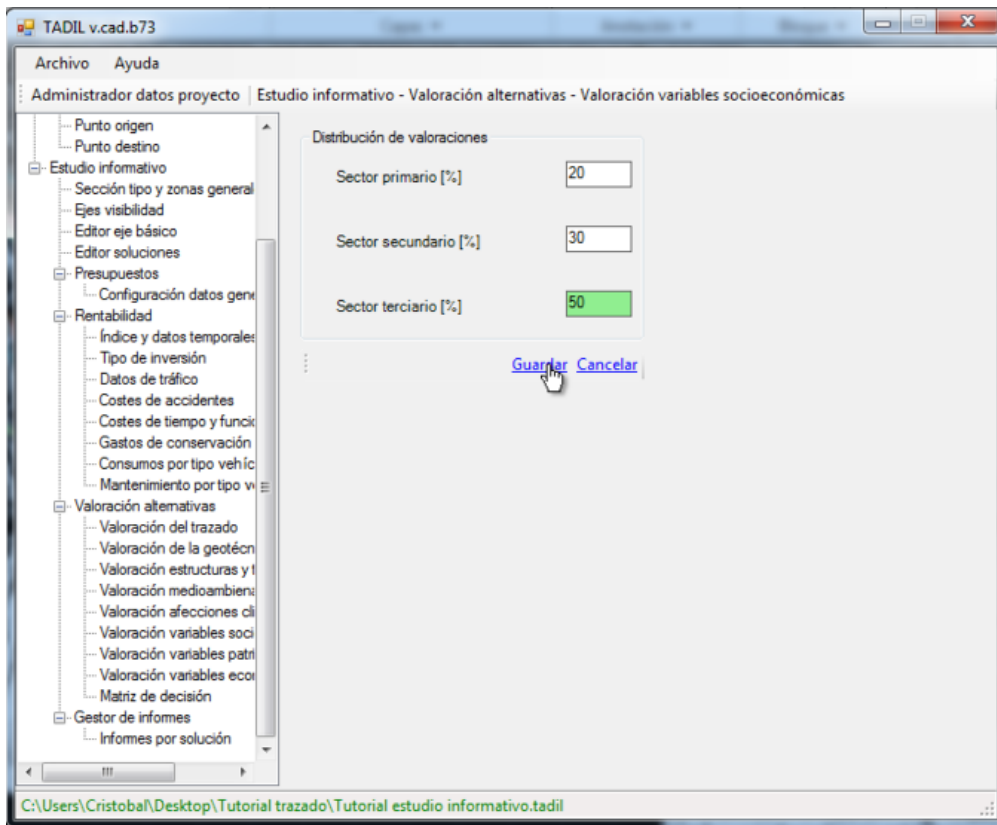 TADIL v.cad.b73
Archivo Ayuda
Administrador datos proyecto Estudio informativo - Valoración alternativas - Valoración variables socioeconómicas
Punto origen
Punto destino
Estudio informativo
Sección tipo y zonas general
Ejes visibilidad
Editor eje básico
Editor soluciones
Presupuestos
Configuración datos gene
Rentabilidad
Índice y datos temporales
Tipo de inversión
Datos de tráfico
Costes de accidentes
Costes de tiempo y funcio
Gastos de conservación
Consumos por tipo vehíc
Mantenimiento por tipo v
Valoración alternativas
Valoración del trazado
Valoración de la geotécn
Valoración estructuras y t
Valoración medioambiena
Valoración afecciones cli
Valoración variables soci
Valoración variables patri
Valoración variables econ
Matriz de decisión
Gestor de informes
Informes por solución
Distribución de valoraciones
Sector primario [%] 20
Sector secundario [%] 30
Sector terciario [%] 50
Guardar Cancelar
C:\Users\Cristobal\Desktop\Tutorial trazado\Tutorial estudio informativo.tadil